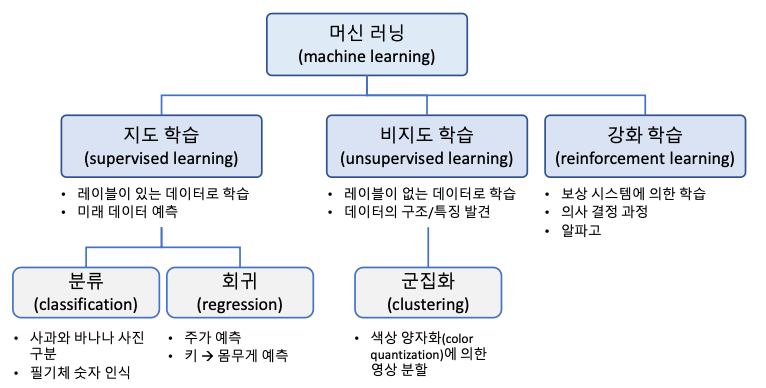 머신 러닝
(machine learning)
지도 학습
(supervised learning)
• 레이블이 있는 데이터로 학습
• 미래 데이터 예측
비지도 학습
(unsupervised learning)
• 레이블이 없는 데이터로 학습
• 데이터의 구조/특징 발견
강화 학습
(reinforcement learning)
• 보상 시스템에 의한 학습
• 의사 결정 과정
• 알파고
분류
(classification)
• 사과와 바나나 사진
구분
• 필기체 숫자 인식
회귀
(regression)
• 주가 예측
• 키 → 몸무게 예측
군집화
(clustering)
• 색상 양자화(color
quantization)에 의한
영상 분할